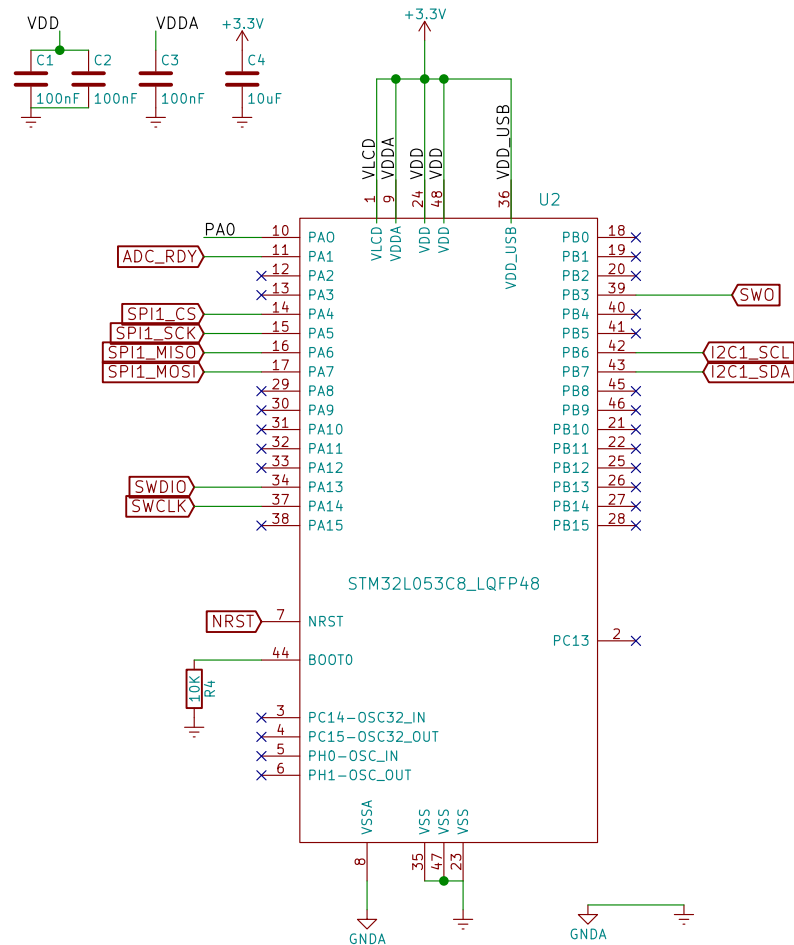 VDD
VDDA
+3.3V
+3.3V
C1
C2
C3
C4
100nF
100nF
100nF
10uF
VLCD
VDDA
VDD
VDD
VDD_USB
1
9
24
48
36
U2
VLCD
VDDA
VDD
VDD
VDD_USB
PA0
10
PA0
PB0
18
ADC_RDY
11
PA1
PB1
19
12
PA2
PB2
20
13
PA3
PB3
39
SWO
SPI1_CS
14
PA4
PB4
40
SPI1_SCK
15
PA5
PB5
41
SPI1_MISO
16
PA6
PB6
42
I2C1_SCL
SPI1_MOSI
17
PA7
PB7
43
I2C1_SDA
29
PA8
PB8
45
30
PA9
PB9
46
31
PA10
PB10
21
32
PA11
PB11
22
33
PA12
PB12
25
SWDIO
34
PA13
PB13
26
SWCLK
37
PA14
PB14
27
38
PA15
PB15
28
STM32L053C8_LQFP48
NRST
7
NRST
PC13
2
44
BOOT0
10K
R4
3
PC14-OSC32_IN
4
PC15-OSC32_OUT
5
PH0-OSC_IN
6
PH1-OSC_OUT
VSSA
VSS
VSS
VSS
8
35
47
23
GNDA
GNDA